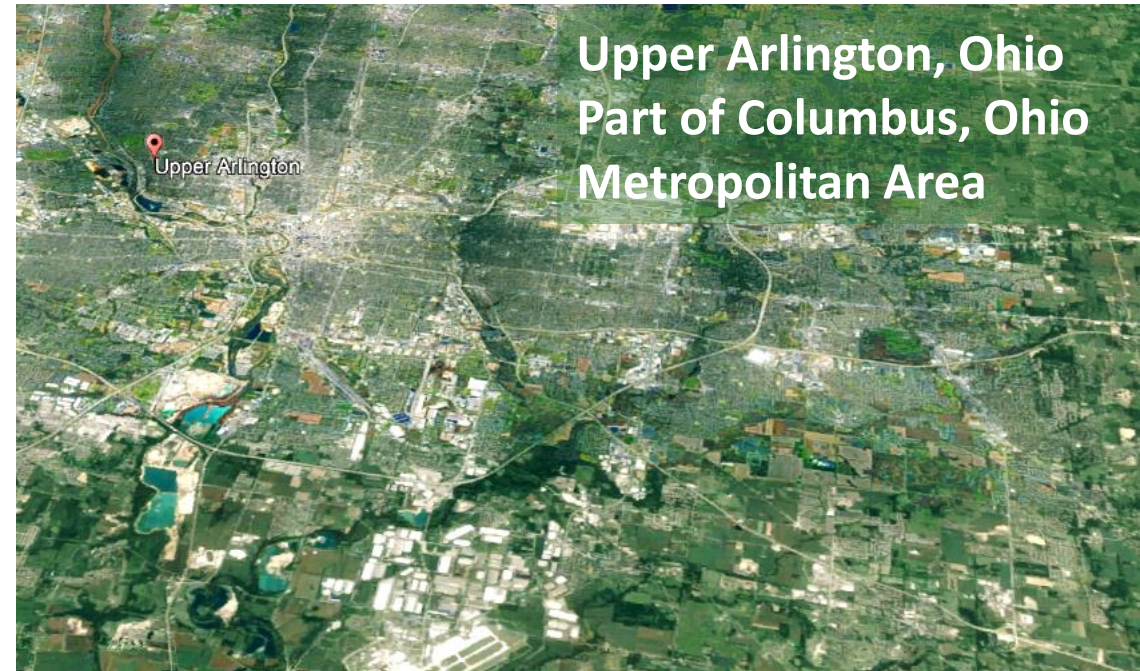 Upper Arlington, Ohio
Part of Columbus, Ohio
Metropolitan Area
Upper Arlington